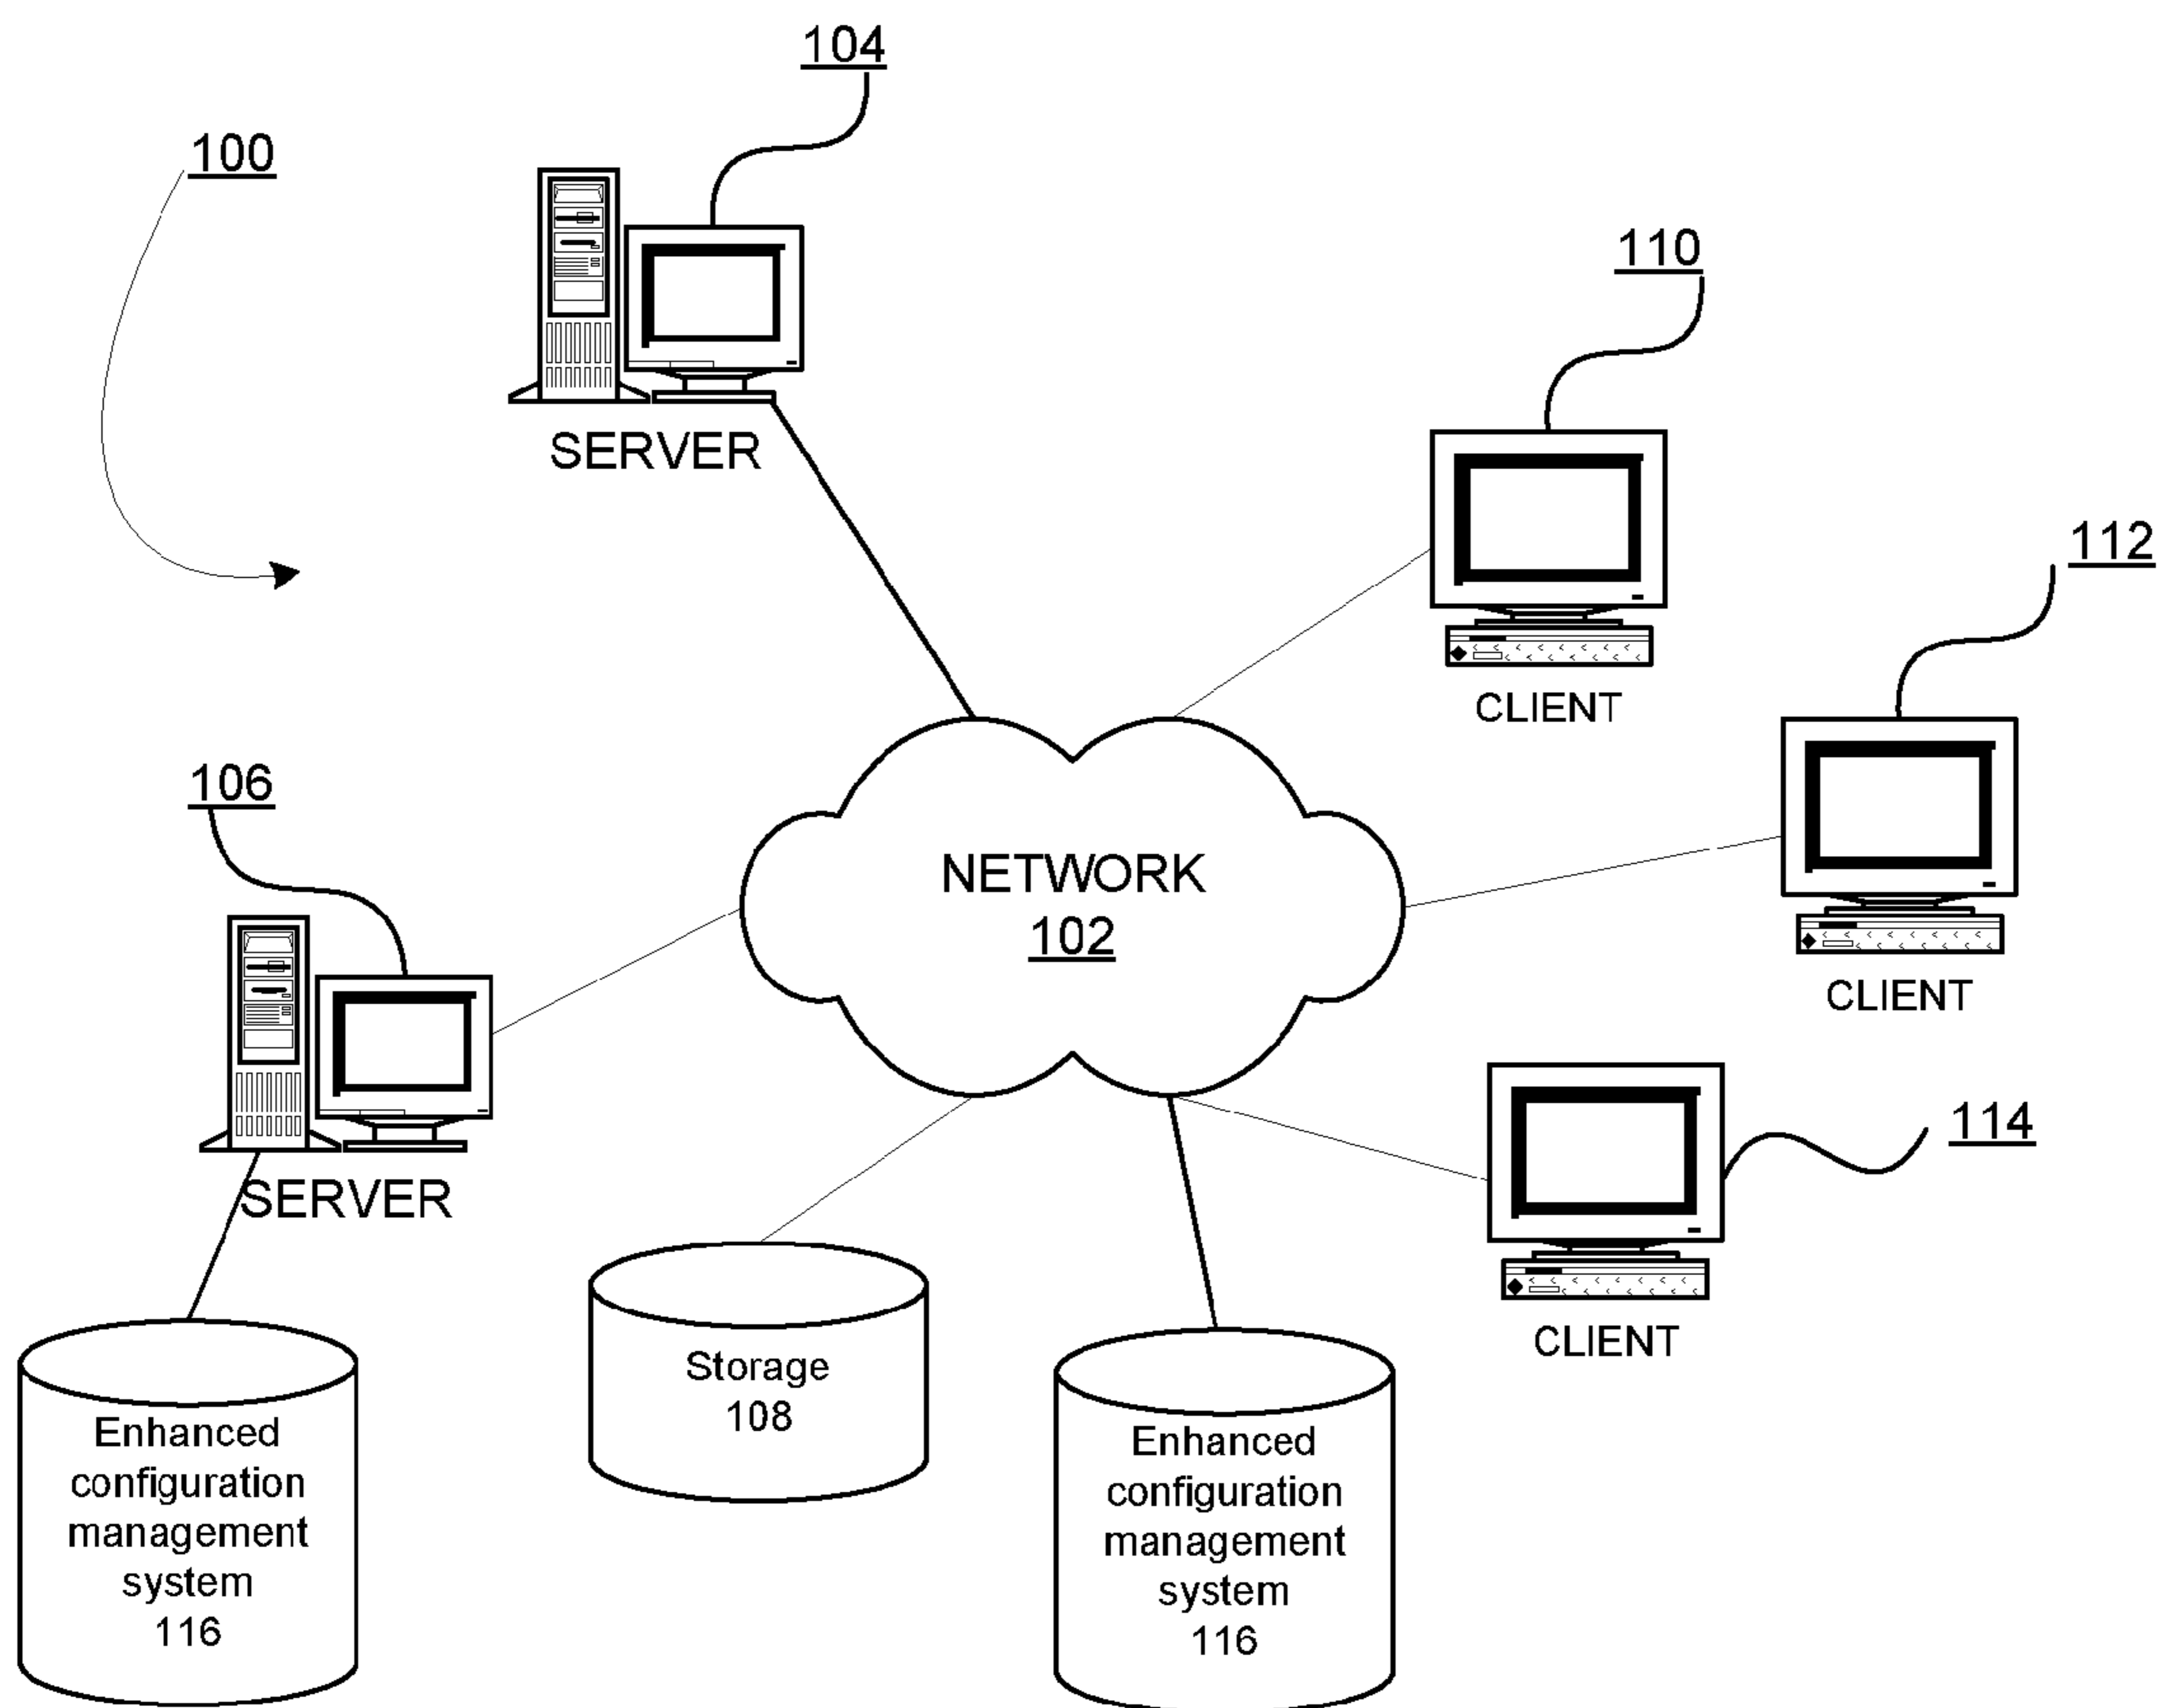 104
100
SERVER
110
CLIENT
112
CLIENT
106
SERVER
NETWORK
102
114
CLIENT
Storage
108
Enhanced
configuration
management
system
116
Enhanced
configuration
management
system
116